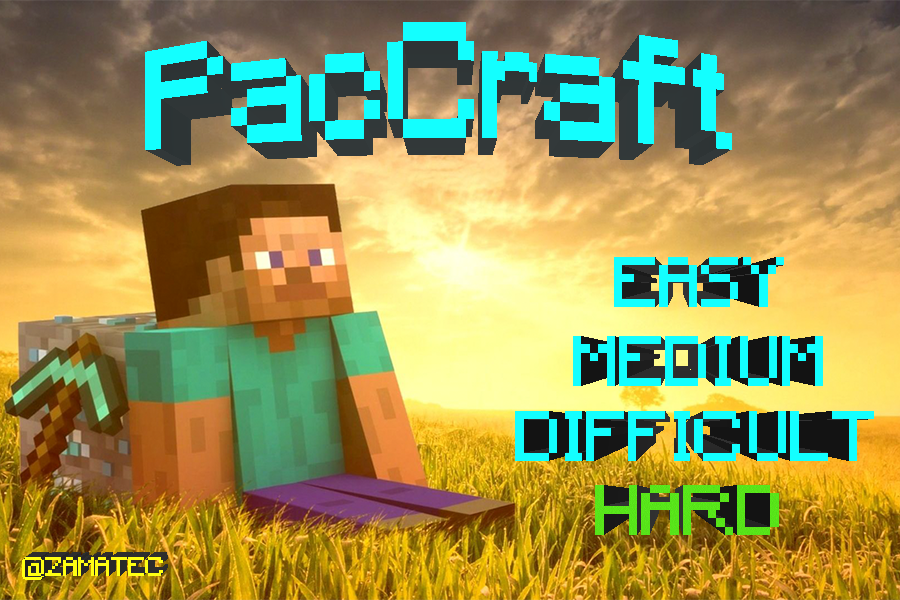 PacCraft
EASY
MEDIUM
DIFFICULT
HARD
@ZAMATEC